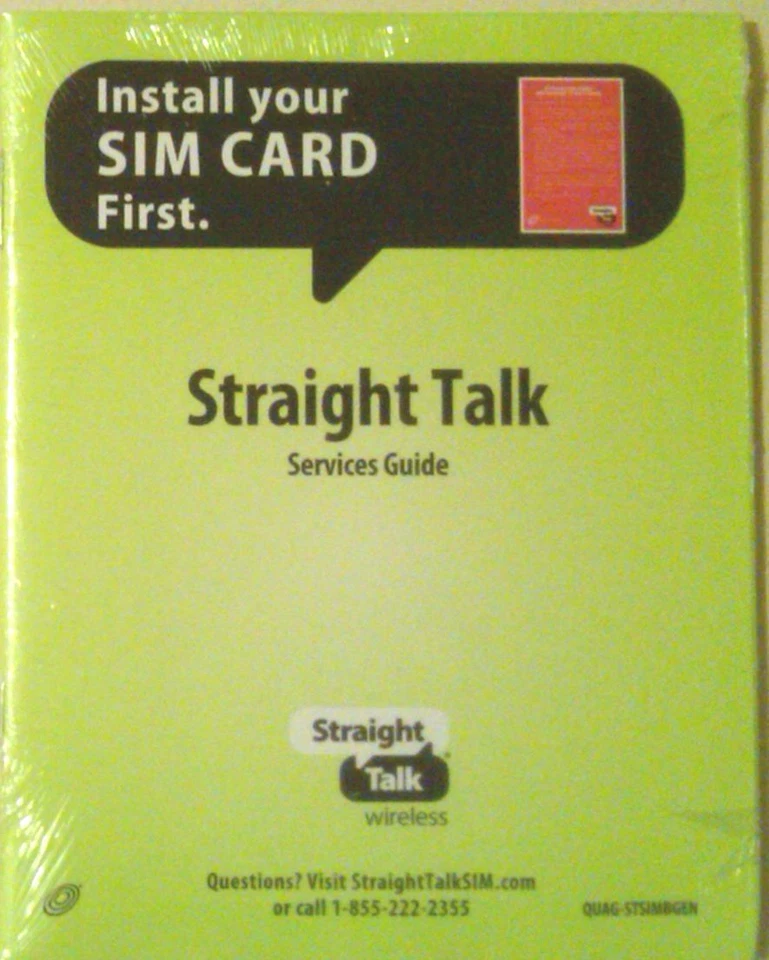 Install your
SIM CARD
First.
Straight Talk
Services Guide
Straight
Talk
wireless
Questions? Visit StraightTalkSIM.com
or call 1-855-222-2355
QUAG-STSIMBGEN